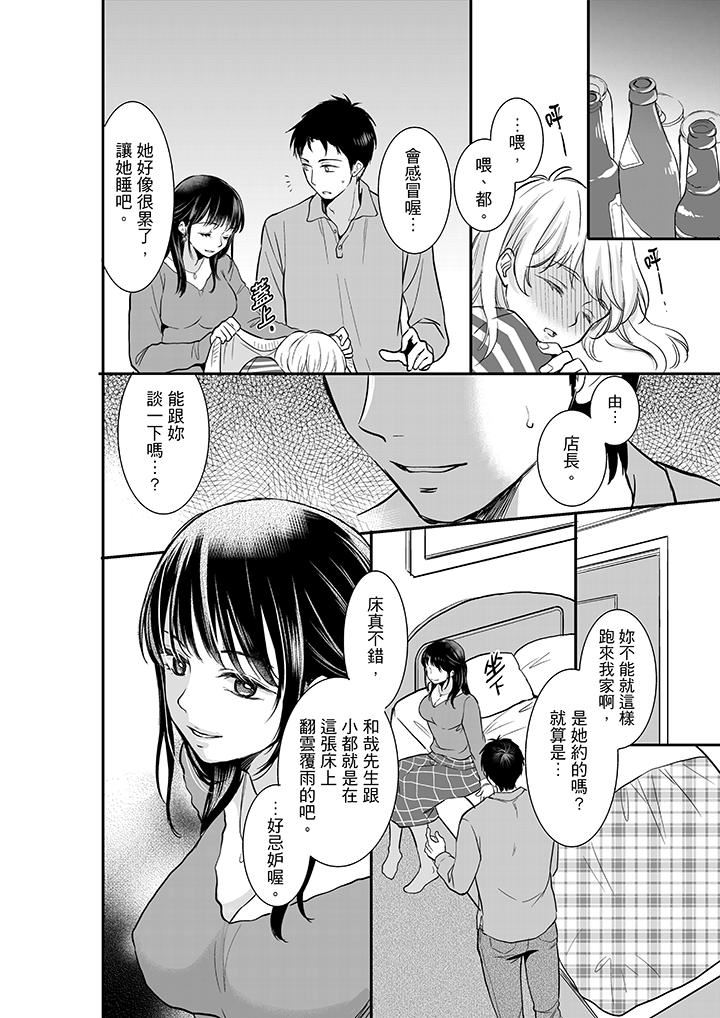 呼—
…喂，
喂、都。
呼—
會感冒喔…
她好像很累了，
讓她睡吧。
蓋上。
由…
店長。
能跟妳
談一下嗎…？
妳不能就這樣
跑來我家啊，
是她約的嗎？
就算是…
坐下
床真不錯，
和哉先生跟
小都就是在
這張床上
翻雲覆雨的吧。
…好忌妒喔。